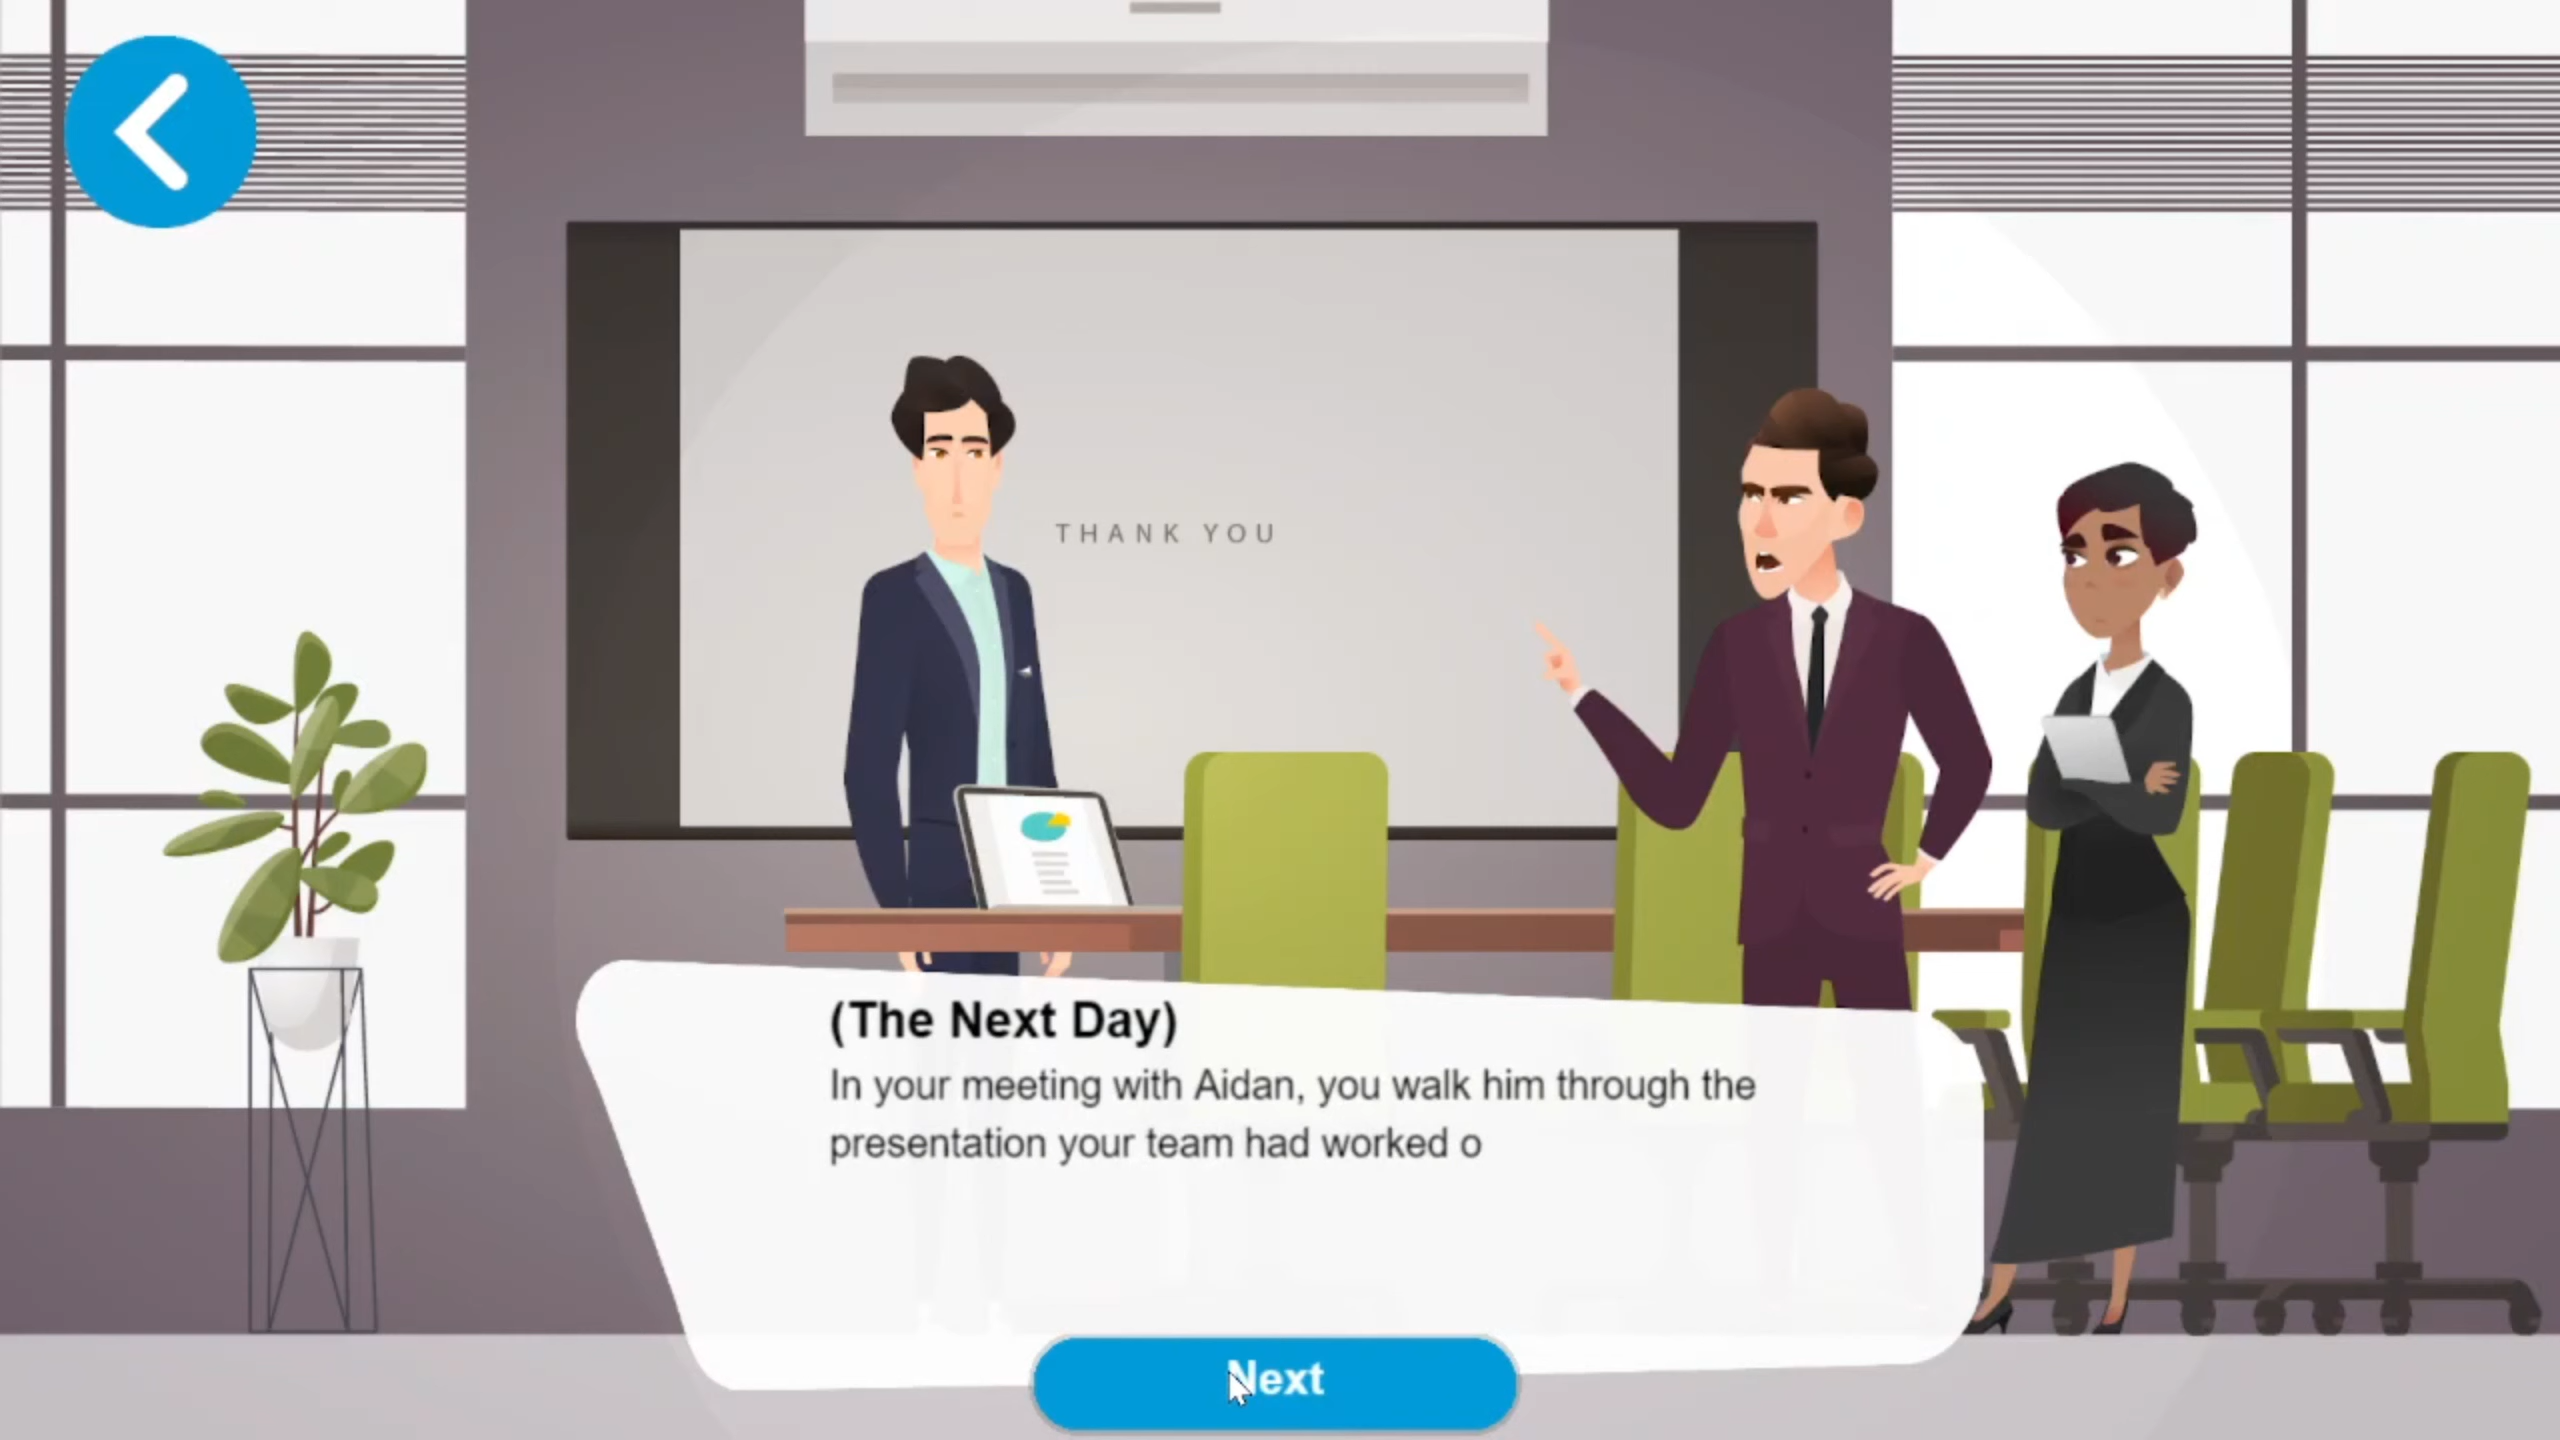 THANK YOU
(The Next Day)
In your meeting with Aidan, you walk him through the
presentation your team had worked o
Next